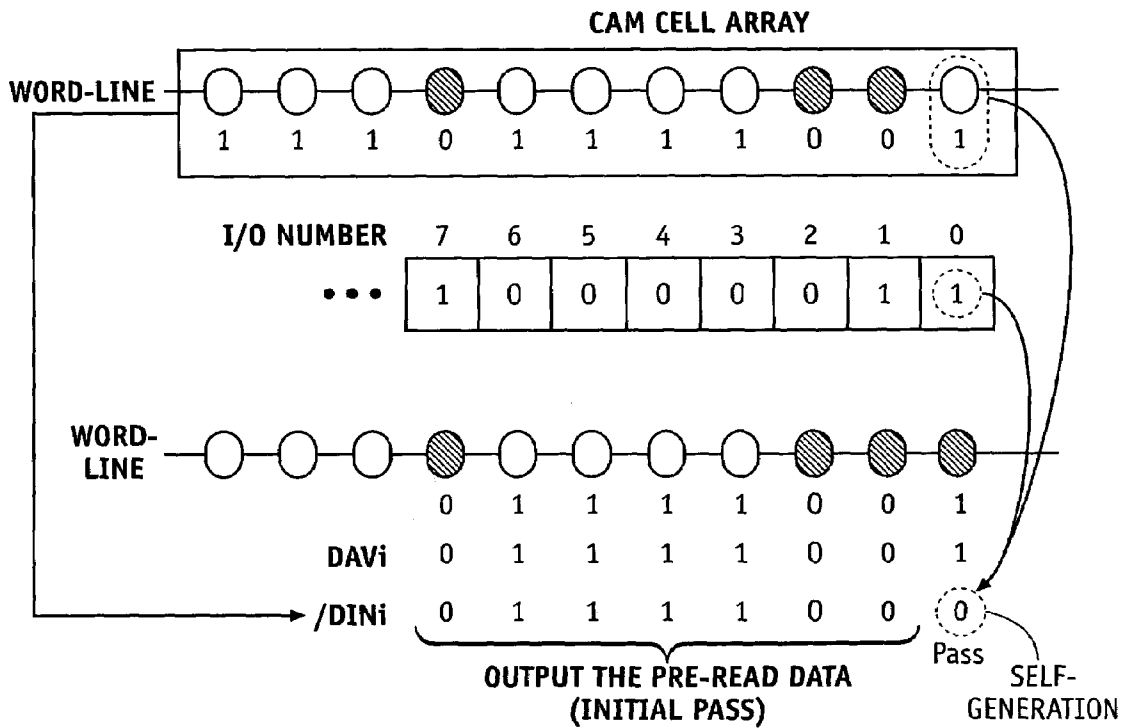 CAM CELL ARRAY
WORD-LINE
1 1 1 0 1 1 1 1 0 0 1
I/O NUMBER 7 6 5 4 3 2 1 0
••• 1 0 0 0 0 0 1 1
WORD-
LINE
0 1 1 1 1 0 0 1
DAVi 0 1 1 1 1 0 0 1
/DINi 0 1 1 1 1 0 0 0
Pass
OUTPUT THE PRE-READ DATA
(INITIAL PASS)
SELF-
GENERATION